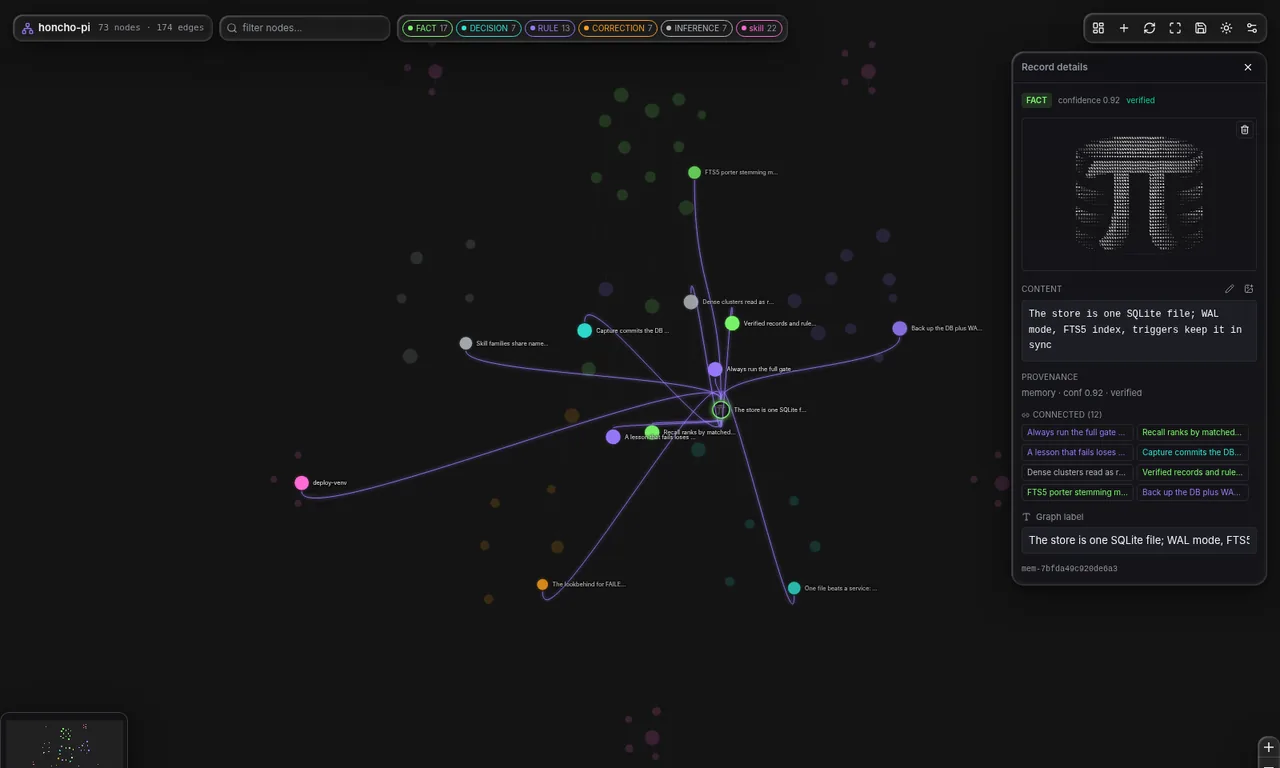 honcho-pi 73 nodes · 174 edges
filter nodes...
FACT 17 DECISION 7 RULE 13 CORRECTION 7 INFERENCE 7 skill 22
Record details
FACT confidence 0.92 verified
FTS5 porter stemming m...
Dense clusters read as r...
Verified records and rule...
Capture commits the DB ...
Back up the DB plus WA...
Skill families share name...
Always run the full gate ...
The store is one SQLite f...
Recall ranks by matched...
A lesson that fails loses ...
deploy-venv
The lookbehind for FAILE...
One file beats a service: ...
CONTENT
The store is one SQLite file; WAL
mode, FTS5 index, triggers keep it in
sync
PROVENANCE
memory · conf 0.92 · verified
CONNECTED (12)
Always run the full gate ... Recall ranks by matched...
A lesson that fails loses ... Capture commits the DB...
Dense clusters read as r... Verified records and rule...
FTS5 porter stemming m... Back up the DB plus WA...
Graph label
The store is one SQLite file; WAL mode, FTS5
mem-7bfda49c920de6a3